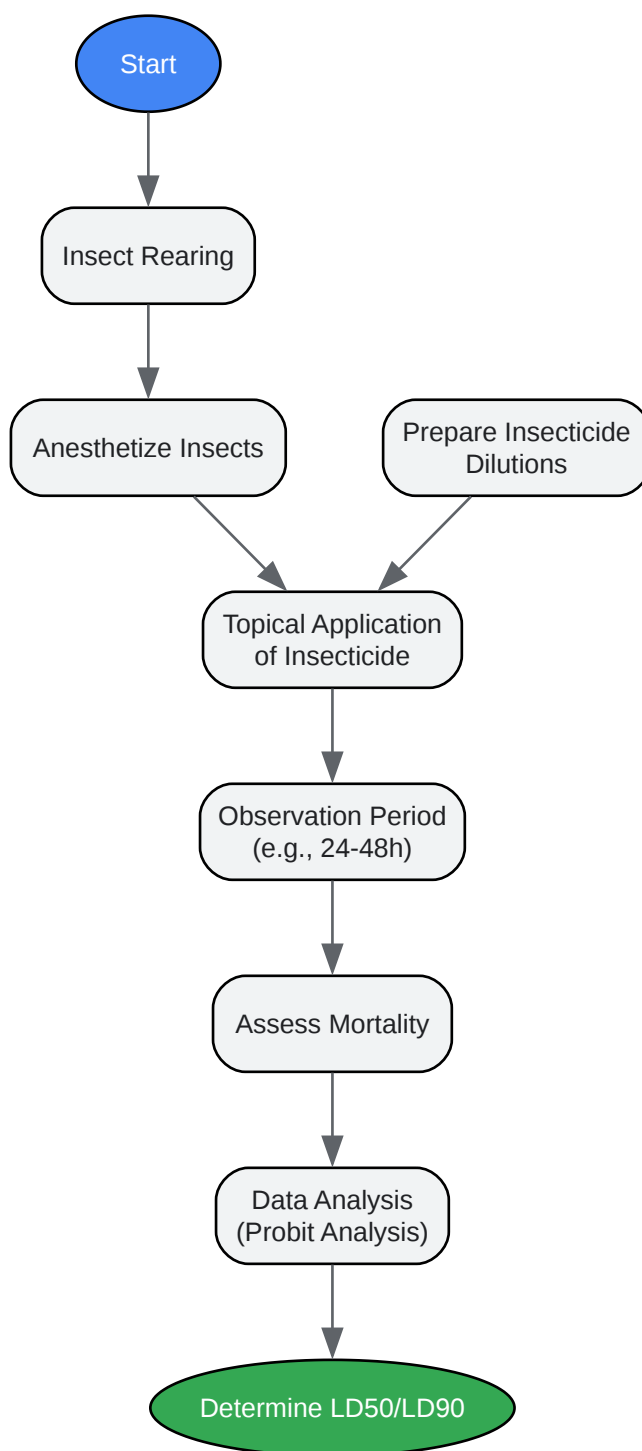 Start
Insect Rearing
Anesthetize Insects
Prepare Insecticide
Dilutions
Topical Application
of Insecticide
Observation Period
(e.g., 24-48h)
Assess Mortality
Data Analysis
(Probit Analysis)
Determine LD50/LD90